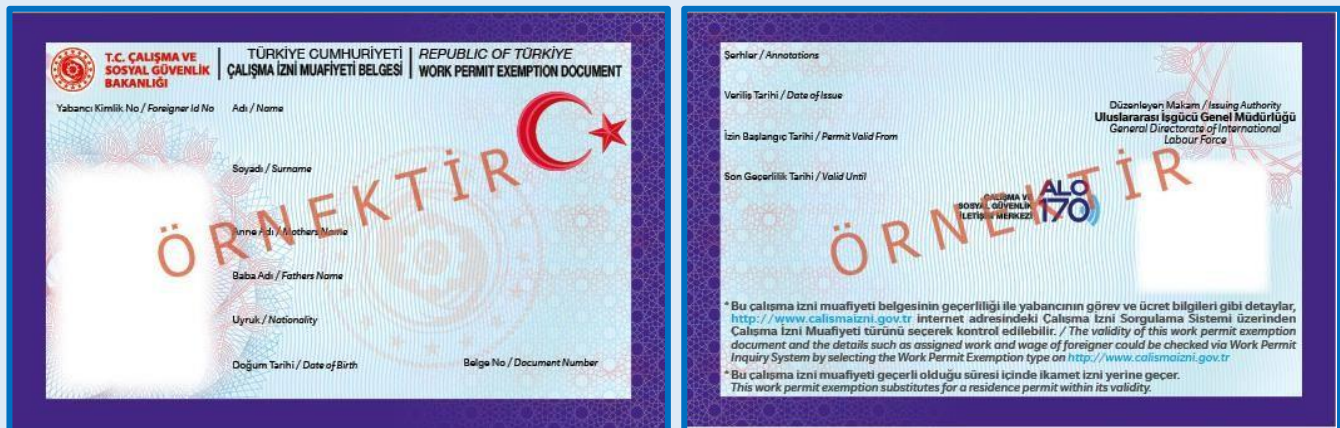 T.C. ÇALIŞMA VE
SOSYAL GÜVENLİK
BAKANLIĞI
TÜRKİYE CUMHURİYETİ
ÇALIŞMA İZNİ MUAFİYETİ BELGESİ
REPUBLIC OF TÜRKİYE
WORK PERMIT EXEMPTION DOCUMENT
Yabancı Kimlik No / Foreigner Id No
Adı / Name
Soyadı / Surname
Anne Adı / Mothers Name
Baba Adı / Fathers Name
Uyruk / Nationality
Doğum Tarihi / Date of Birth
Belge No / Document Number
ÖRNEKTİR
Şerhler / Annotations
Veriliş Tarihi / Date of Issue
İzin Başlangıç Tarihi / Permit Valid From
Son Geçerlilik Tarihi / Valid Until
Düzenleyen Makam / Issuing Authority
Uluslararası İşgücü Genel Müdürlüğü
General Directorate of International
Labour Force
ÇALIŞMA VE
SOSYAL GÜVENLİK
İLETİŞİM MERKEZİ
ALO
170
ÖRNEKTİR
* Bu çalışma izni muafiyeti belgesinin geçerliliği ile yabancının görev ve ücret bilgileri gibi detaylar,
http://www.calismaizni.gov.tr internet adresindeki Çalışma İzni Sorgulama Sistemi üzerinden
Çalışma İzni Muafiyeti türünü seçerek kontrol edilebilir. / The validity of this work permit exemption
document and the details such as assigned work and wage of foreigner could be checked via Work Permit
Inquiry System by selecting the Work Permit Exemption type on http://www.calismaizni.gov.tr
* Bu çalışma izni muafiyeti geçerli olduğu süresi içinde ikamet izni yerine geçer.
This work permit exemption substitutes for a residence permit within its validity.